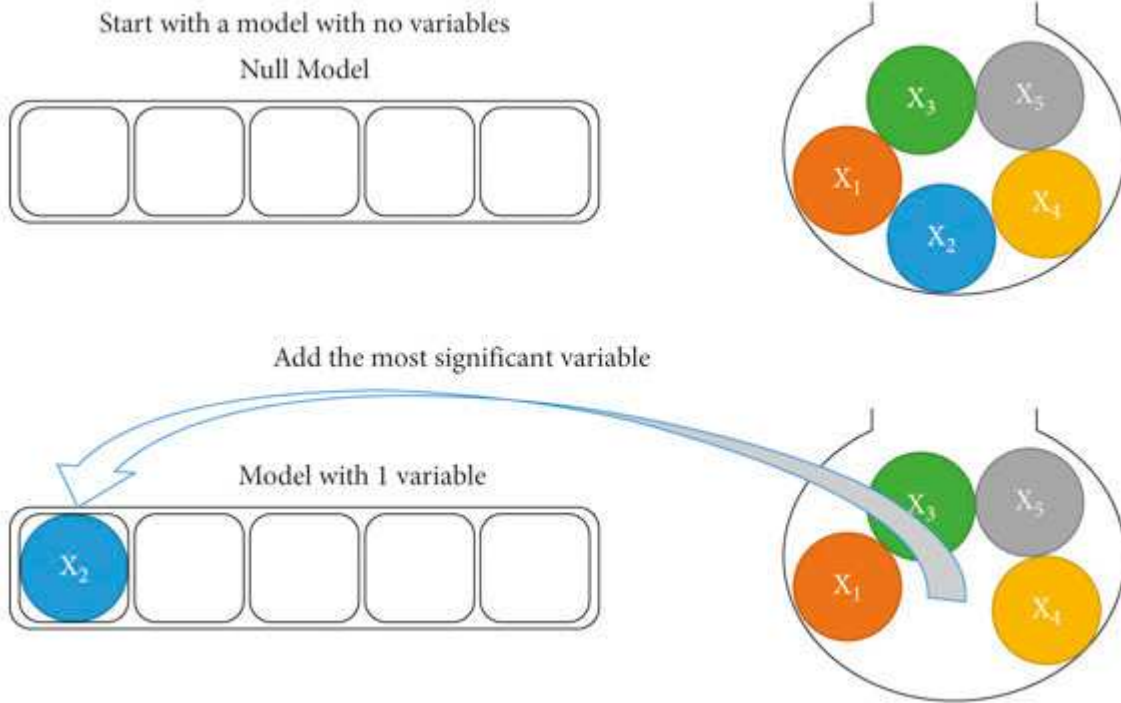 Start with a model with no variables
Null Model
X₃
X₅
X₁
X₄
X₂
Add the most significant variable
Model with 1 variable
X₂
X₃
X₅
X₁
X₄